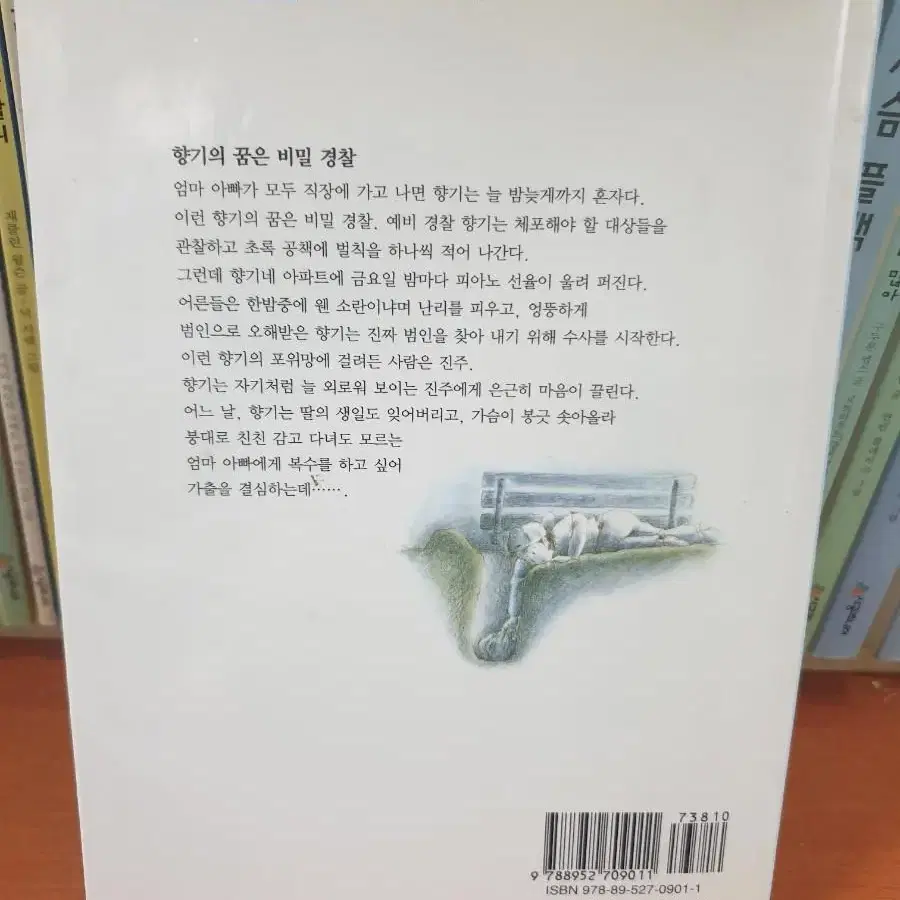 향기의 꿈은 비밀 경찰
엄마 아빠가 모두 직장에 가고 나면 향기는 늘 밤늦게까지 혼자다.
이런 향기의 꿈은 비밀 경찰. 예비 경찰 향기는 체포해야 할 대상들을
관찰하고 초록 공책에 벌칙을 하나씩 적어 나간다.
그런데 향기네 아파트에 금요일 밤마다 피아노 선율이 울려 퍼진다.
어른들은 한밤중에 웬 소란이냐며 난리를 피우고, 엉뚱하게
범인으로 오해받은 향기는 진짜 범인을 찾아 내기 위해 수사를 시작한다.
이런 향기의 포위망에 걸려든 사람은 진주.
향기는 자기처럼 늘 외로워 보이는 진주에게 은근히 마음이 끌린다.
어느 날, 향기는 딸의 생일도 잊어버리고, 가슴이 봉긋 솟아올라
붕대로 친친 감고 다녀도 모르는
엄마 아빠에게 복수를 하고 싶어
가출을 결심하는데…….
73810
9 788952 709011
ISBN 978-89-527-0901-1